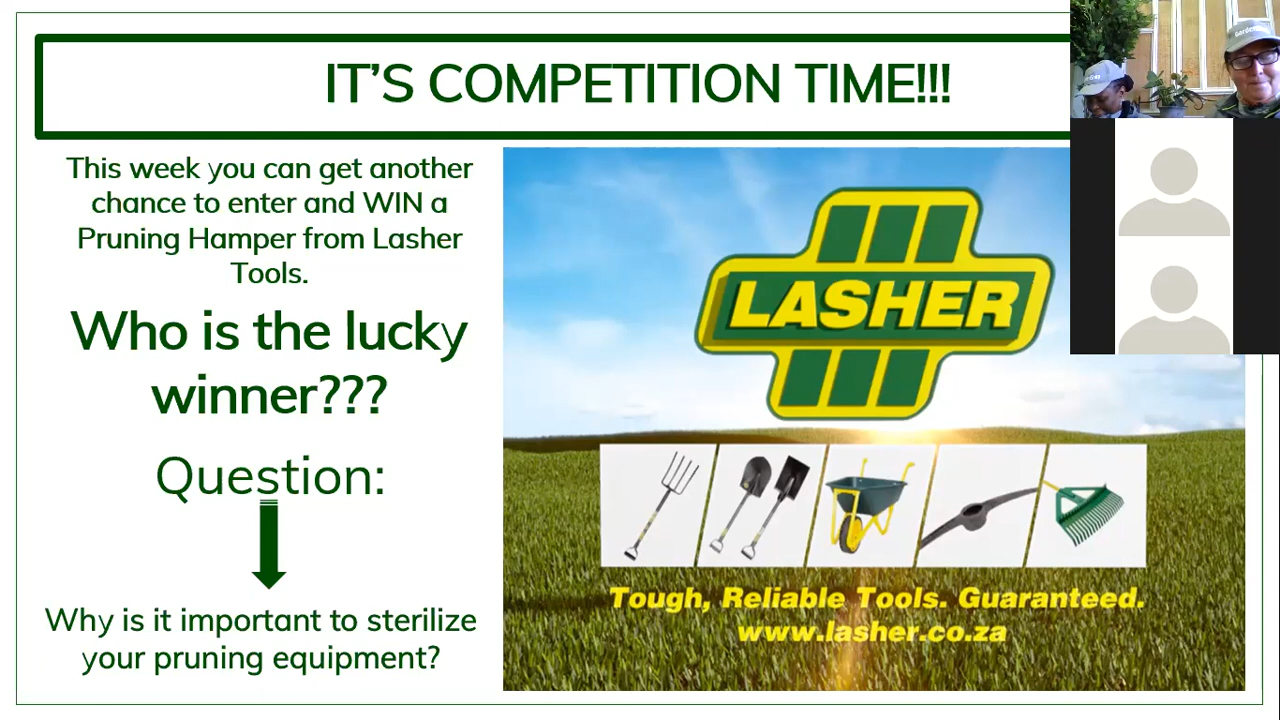 IT'S COMPETITION TIME!!!
This week you can get another
chance to enter and WIN a
Pruning Hamper from Lasher
Tools.
Who is the lucky
winner???
Question:
Why is it important to sterilize
your pruning equipment?
LASHER
Tough, Reliable Tools. Guaranteed.
www.lasher.co.za